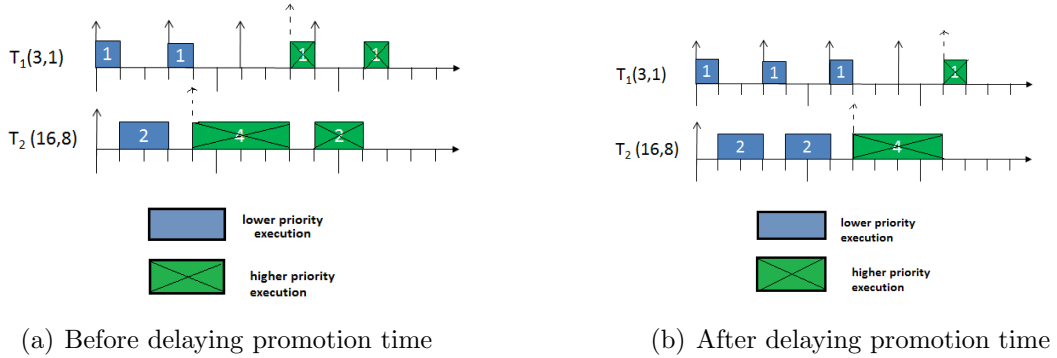 T1(3,1)
1
1
1
1
T2 (16,8)
2
4
2
lower priority
execution
higher priority
execution
(a) Before delaying promotion time
T1(3,1)
1
1
1
1
T2 (16,8)
2
2
4
lower priority
execution
higher priority
execution
(b) After delaying promotion time